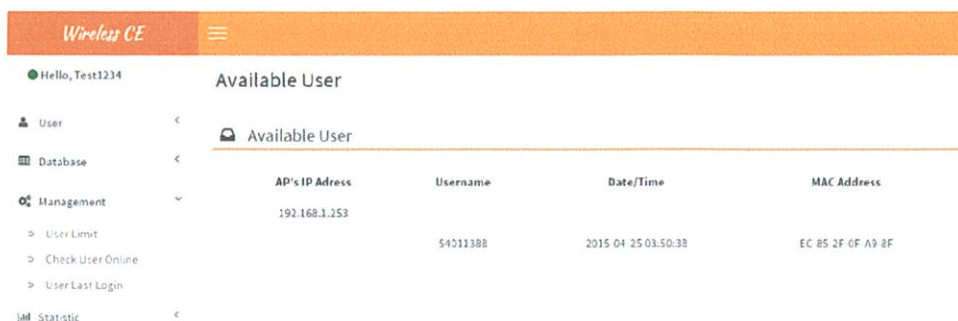 Wireless CE
Hello, Test1234
Available User
User
Available User
Database
AP's IP Adress Username Date/Time MAC Address
Management
192.168.1.253
User Limit
54011388 2015-04-25 03:50:38 EC-85-2F-0F-A9-8F
Check User Online
User Last Login
Statistic